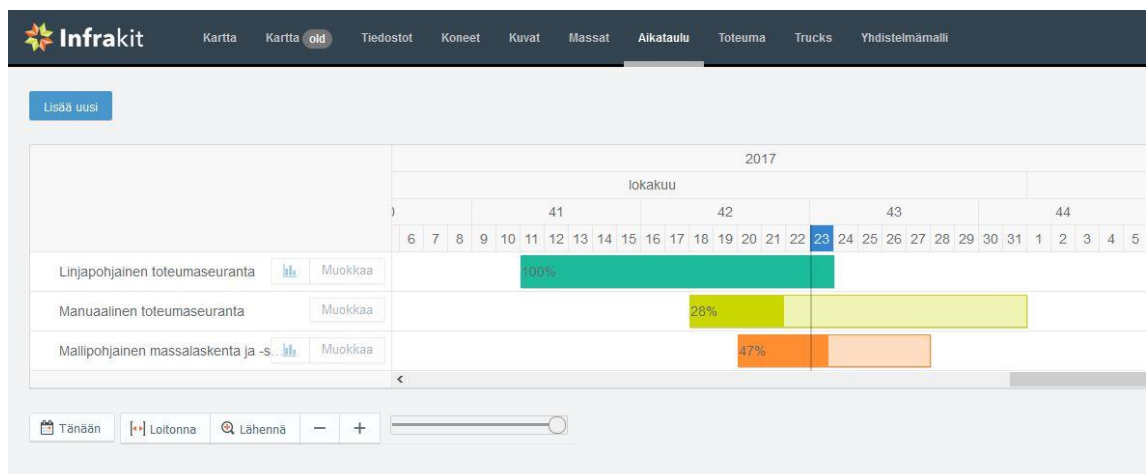 Infrakit Kartta Kartta old Tiedostot Koneet Kuvat Massat Aikataulu Toteuma Trucks Yhdistelmämalli
Lisää uusi
2017
lokakuu
41 42 43 44
6 7 8 9 10 11 12 13 14 15 16 17 18 19 20 21 22 23 24 25 26 27 28 29 30 31 1 2 3 4 5
Linjapohjainen toteumaseuranta Muokkaa 100%
Manuaalinen toteumaseuranta Muokkaa 28%
Mallipohjainen massalaskenta ja -s... Muokkaa 47%
Tänään Loitonna Lähennä − +